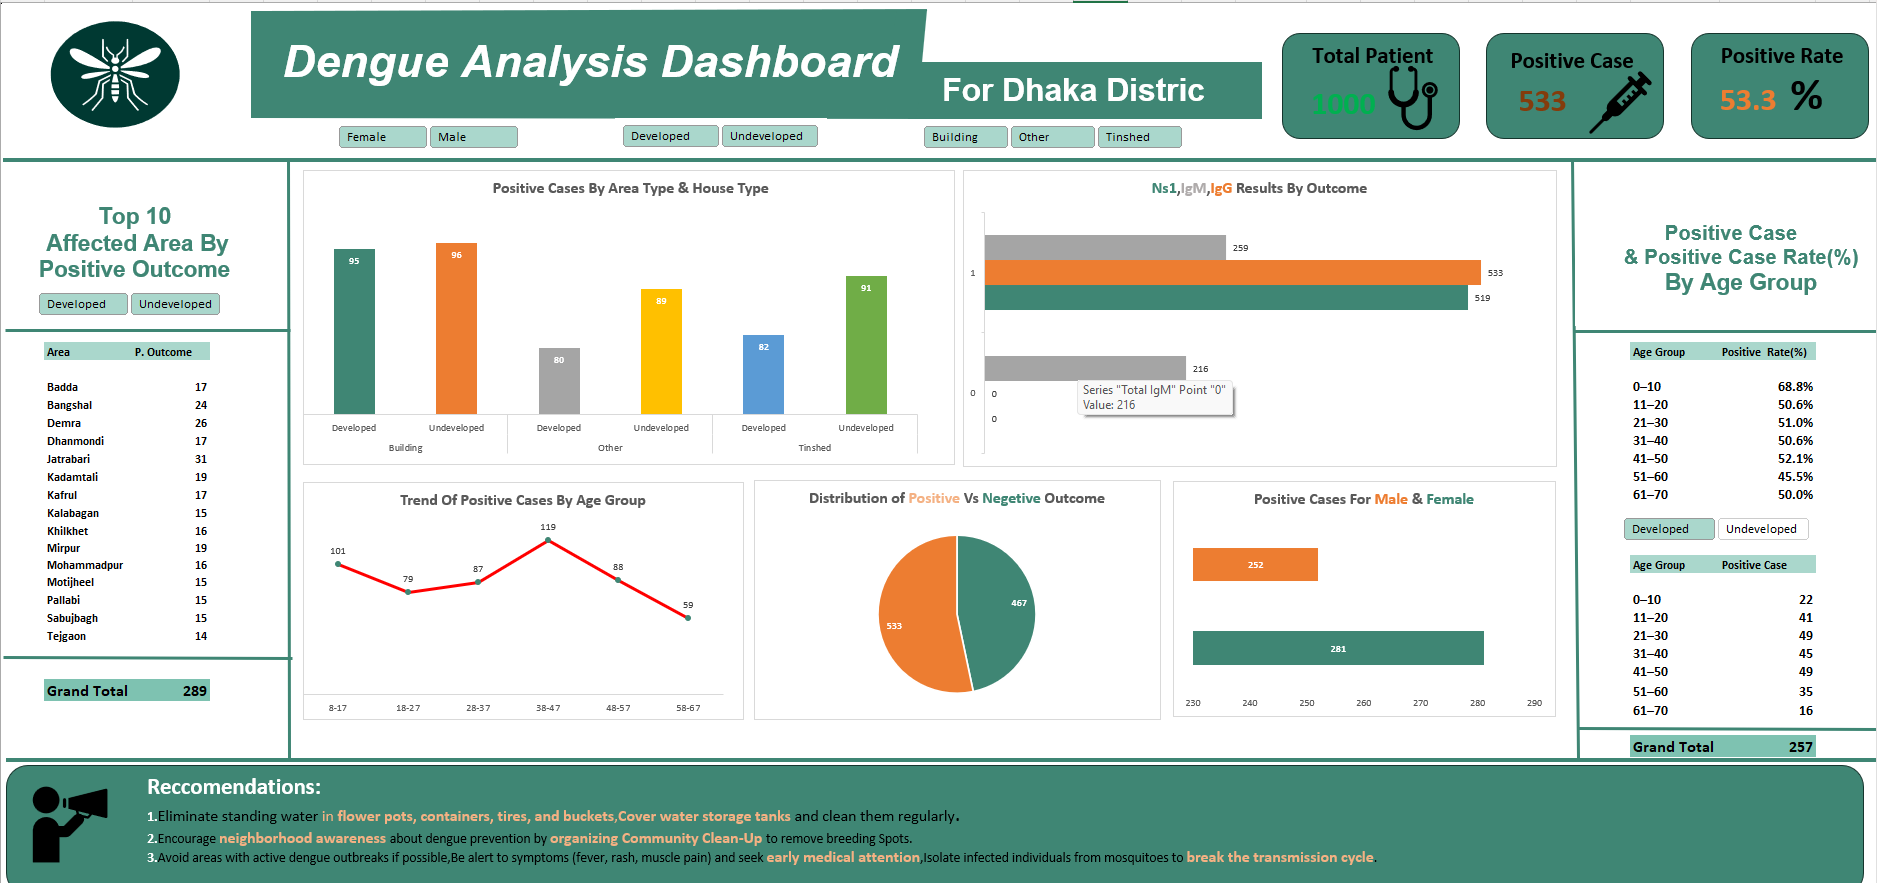 Dengue Analysis Dashboard
For Dhaka Distric
Total Patient
1000
Positive Case
533
Positive Rate
53.3 %
Female Male
Developed Undeveloped
Building Other Tinshed
Top 10
Affected Area By
Positive Outcome
Developed Undeveloped
Area P. Outcome
Badda 17
Bangshal 24
Demra 26
Dhanmondi 17
Jatrabari 31
Kadamtali 19
Kafrul 17
Kalabagan 15
Khilkhet 16
Mirpur 19
Mohammadpur 16
Motijheel 15
Pallabi 15
Sabujbagh 15
Tejgaon 14
Grand Total 289
Positive Cases By Area Type & House Type
95 96 80 89 82 91
Developed Undeveloped Developed Undeveloped Developed Undeveloped
Building Other Tinshed
Ns1,IgM,IgG Results By Outcome
259
1 533
519
216
0 0
0
Series "Total IgM" Point "0"
Value: 216
Trend Of Positive Cases By Age Group
101 79 87 119 88 59
8-17 18-27 28-37 38-47 48-57 58-67
Distribution of Positive Vs Negetive Outcome
467
533
Positive Cases For Male & Female
252
281
230 240 250 260 270 280 290
Positive Case
& Positive Case Rate(%)
By Age Group
Age Group Positive Rate(%)
0–10 68.8%
11–20 50.6%
21–30 51.0%
31–40 50.6%
41–50 52.1%
51–60 45.5%
61–70 50.0%
Developed Undeveloped
Age Group Positive Case
0–10 22
11–20 41
21–30 49
31–40 45
41–50 49
51–60 35
61–70 16
Grand Total 257
Reccomendations:
1.Eliminate standing water in flower pots, containers, tires, and buckets,Cover water storage tanks and clean them regularly.
2.Encourage neighborhood awareness about dengue prevention by organizing Community Clean-Up to remove breeding Spots.
3.Avoid areas with active dengue outbreaks if possible,Be alert to symptoms (fever, rash, muscle pain) and seek early medical attention,Isolate infected individuals from mosquitoes to break the transmission cycle.